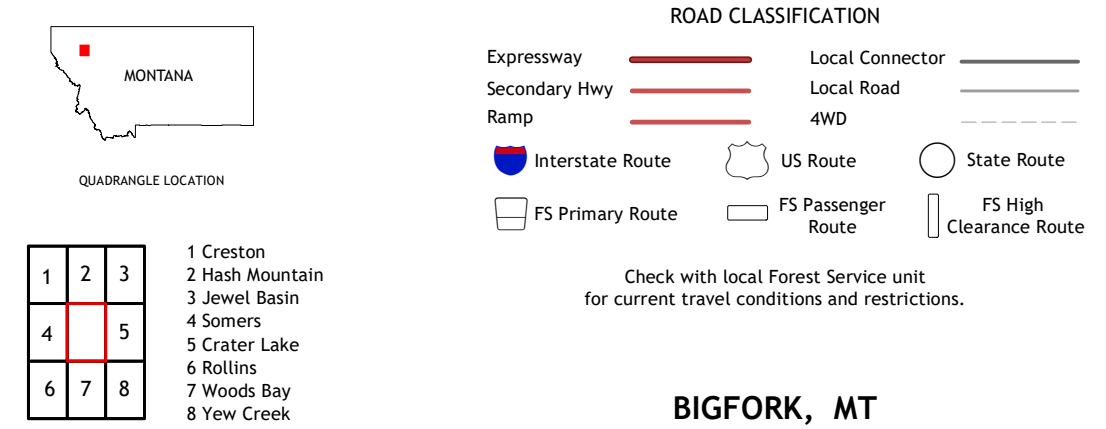 MONTANA
QUADRANGLE LOCATION
1 2 3
4 5
6 7 8
1 Creston
2 Hash Mountain
3 Jewel Basin
4 Somers
5 Crater Lake
6 Rollins
7 Woods Bay
8 Yew Creek
ROAD CLASSIFICATION
Expressway
Secondary Hwy
Ramp
Local Connector
Local Road
4WD
Interstate Route
US Route
State Route
FS Primary Route
FS Passenger
Route
FS High
Clearance Route
Check with local Forest Service unit
for current travel conditions and restrictions.
BIGFORK, MT